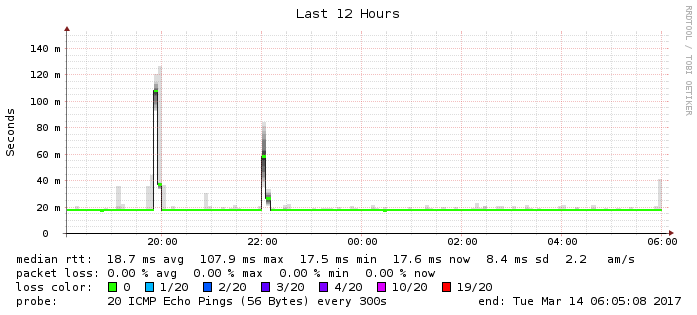 Last 12 Hours
RRDTOOL / TOBI OETIKER
Seconds
140 m
120 m
100 m
80 m
60 m
40 m
20 m
0
20:00 22:00 00:00 02:00 04:00 06:00
median rtt: 18.7 ms avg 107.9 ms max 17.5 ms min 17.6 ms now 8.4 ms sd 2.2 am/s
packet loss: 0.00 % avg 0.00 % max 0.00 % min 0.00 % now
loss color: 0 1/20 2/20 3/20 4/20 10/20 19/20
probe: 20 ICMP Echo Pings (56 Bytes) every 300s end: Tue Mar 14 06:05:08 2017